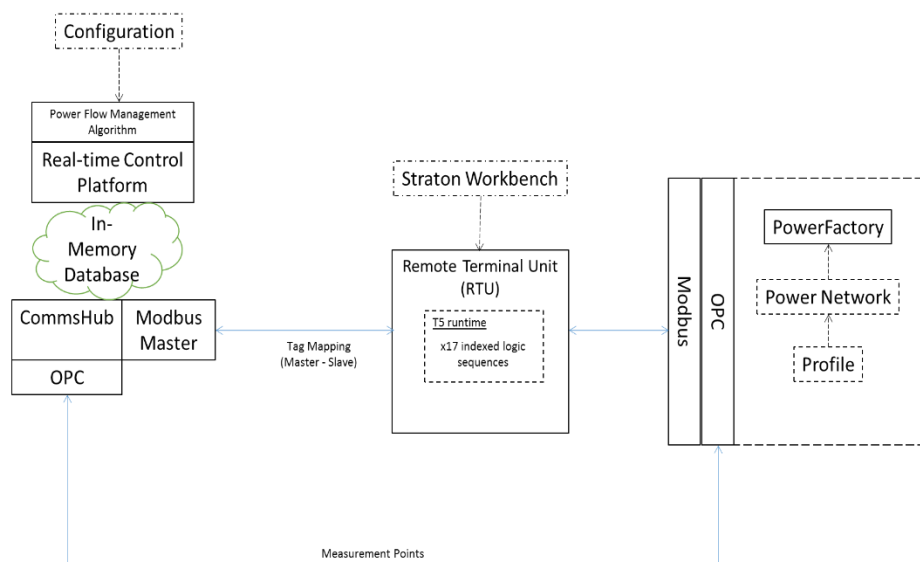 Configuration
Power Flow Management
Algorithm
Real-time Control
Platform
In-
Memory
Database
CommsHub
Modbus
Master
OPC
Tag Mapping
(Master - Slave)
Straton Workbench
Remote Terminal Unit
(RTU)
T5 runtime
x17 indexed logic
sequences
Modbus
OPC
PowerFactory
Power Network
Profile
Measurement Points